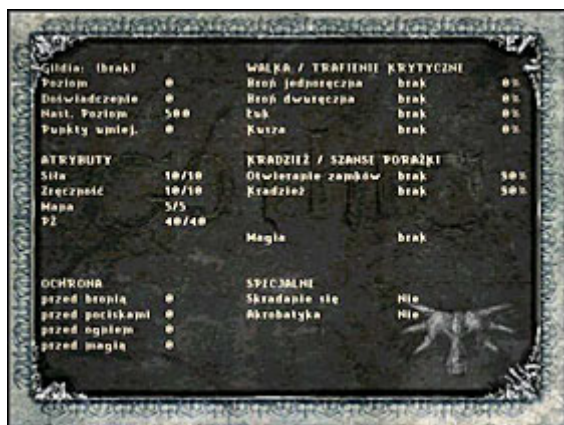 Gildia: (brak)
Poziom 0
Doświadczenie 0
Nast. Poziom 500
Punkty umiej. 0
ATRYBUTY
Siła 10/10
Zręczność 10/10
Mana 5/5
PŻ 40/40
OCHRONA
przed bronią 0
przed pociskami 0
przed ogniem 0
przed magią 0
WALKA / TRAFIENIE KRYTYCZNE
Broń jednoręczna brak 0%
Broń dwuręczna brak 0%
Łuk brak 0%
Kusza brak 0%
KRADZIEŻ / SZANSE PORAŻKI
Otwieranie zamków brak 90%
Kradzież brak 90%
Magia brak
SPECJALNE
Skradanie się Nie
Akrobatyka Nie